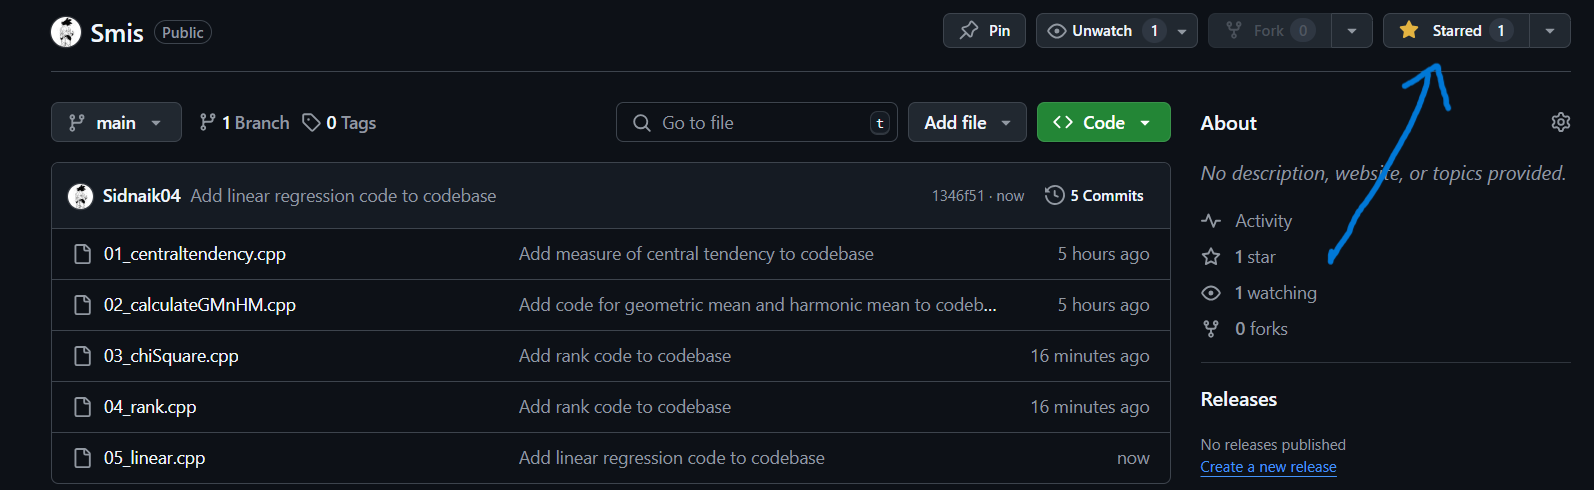 Smis Public Pin Unwatch 1 Fork 0 Starred 1
main 1 Branch 0 Tags Go to file t Add file Code
Sidnaik04 Add linear regression code to codebase 1346f51 · now 5 Commits
01_centraltendency.cpp Add measure of central tendency to codebase 5 hours ago
02_calculateGMnHM.cpp Add code for geometric mean and harmonic mean to codeb... 5 hours ago
03_chiSquare.cpp Add rank code to codebase 16 minutes ago
04_rank.cpp Add rank code to codebase 16 minutes ago
05_linear.cpp Add linear regression code to codebase now
About
No description, website, or topics provided.
Activity
1 star
1 watching
0 forks
Releases
No releases published
Create a new release